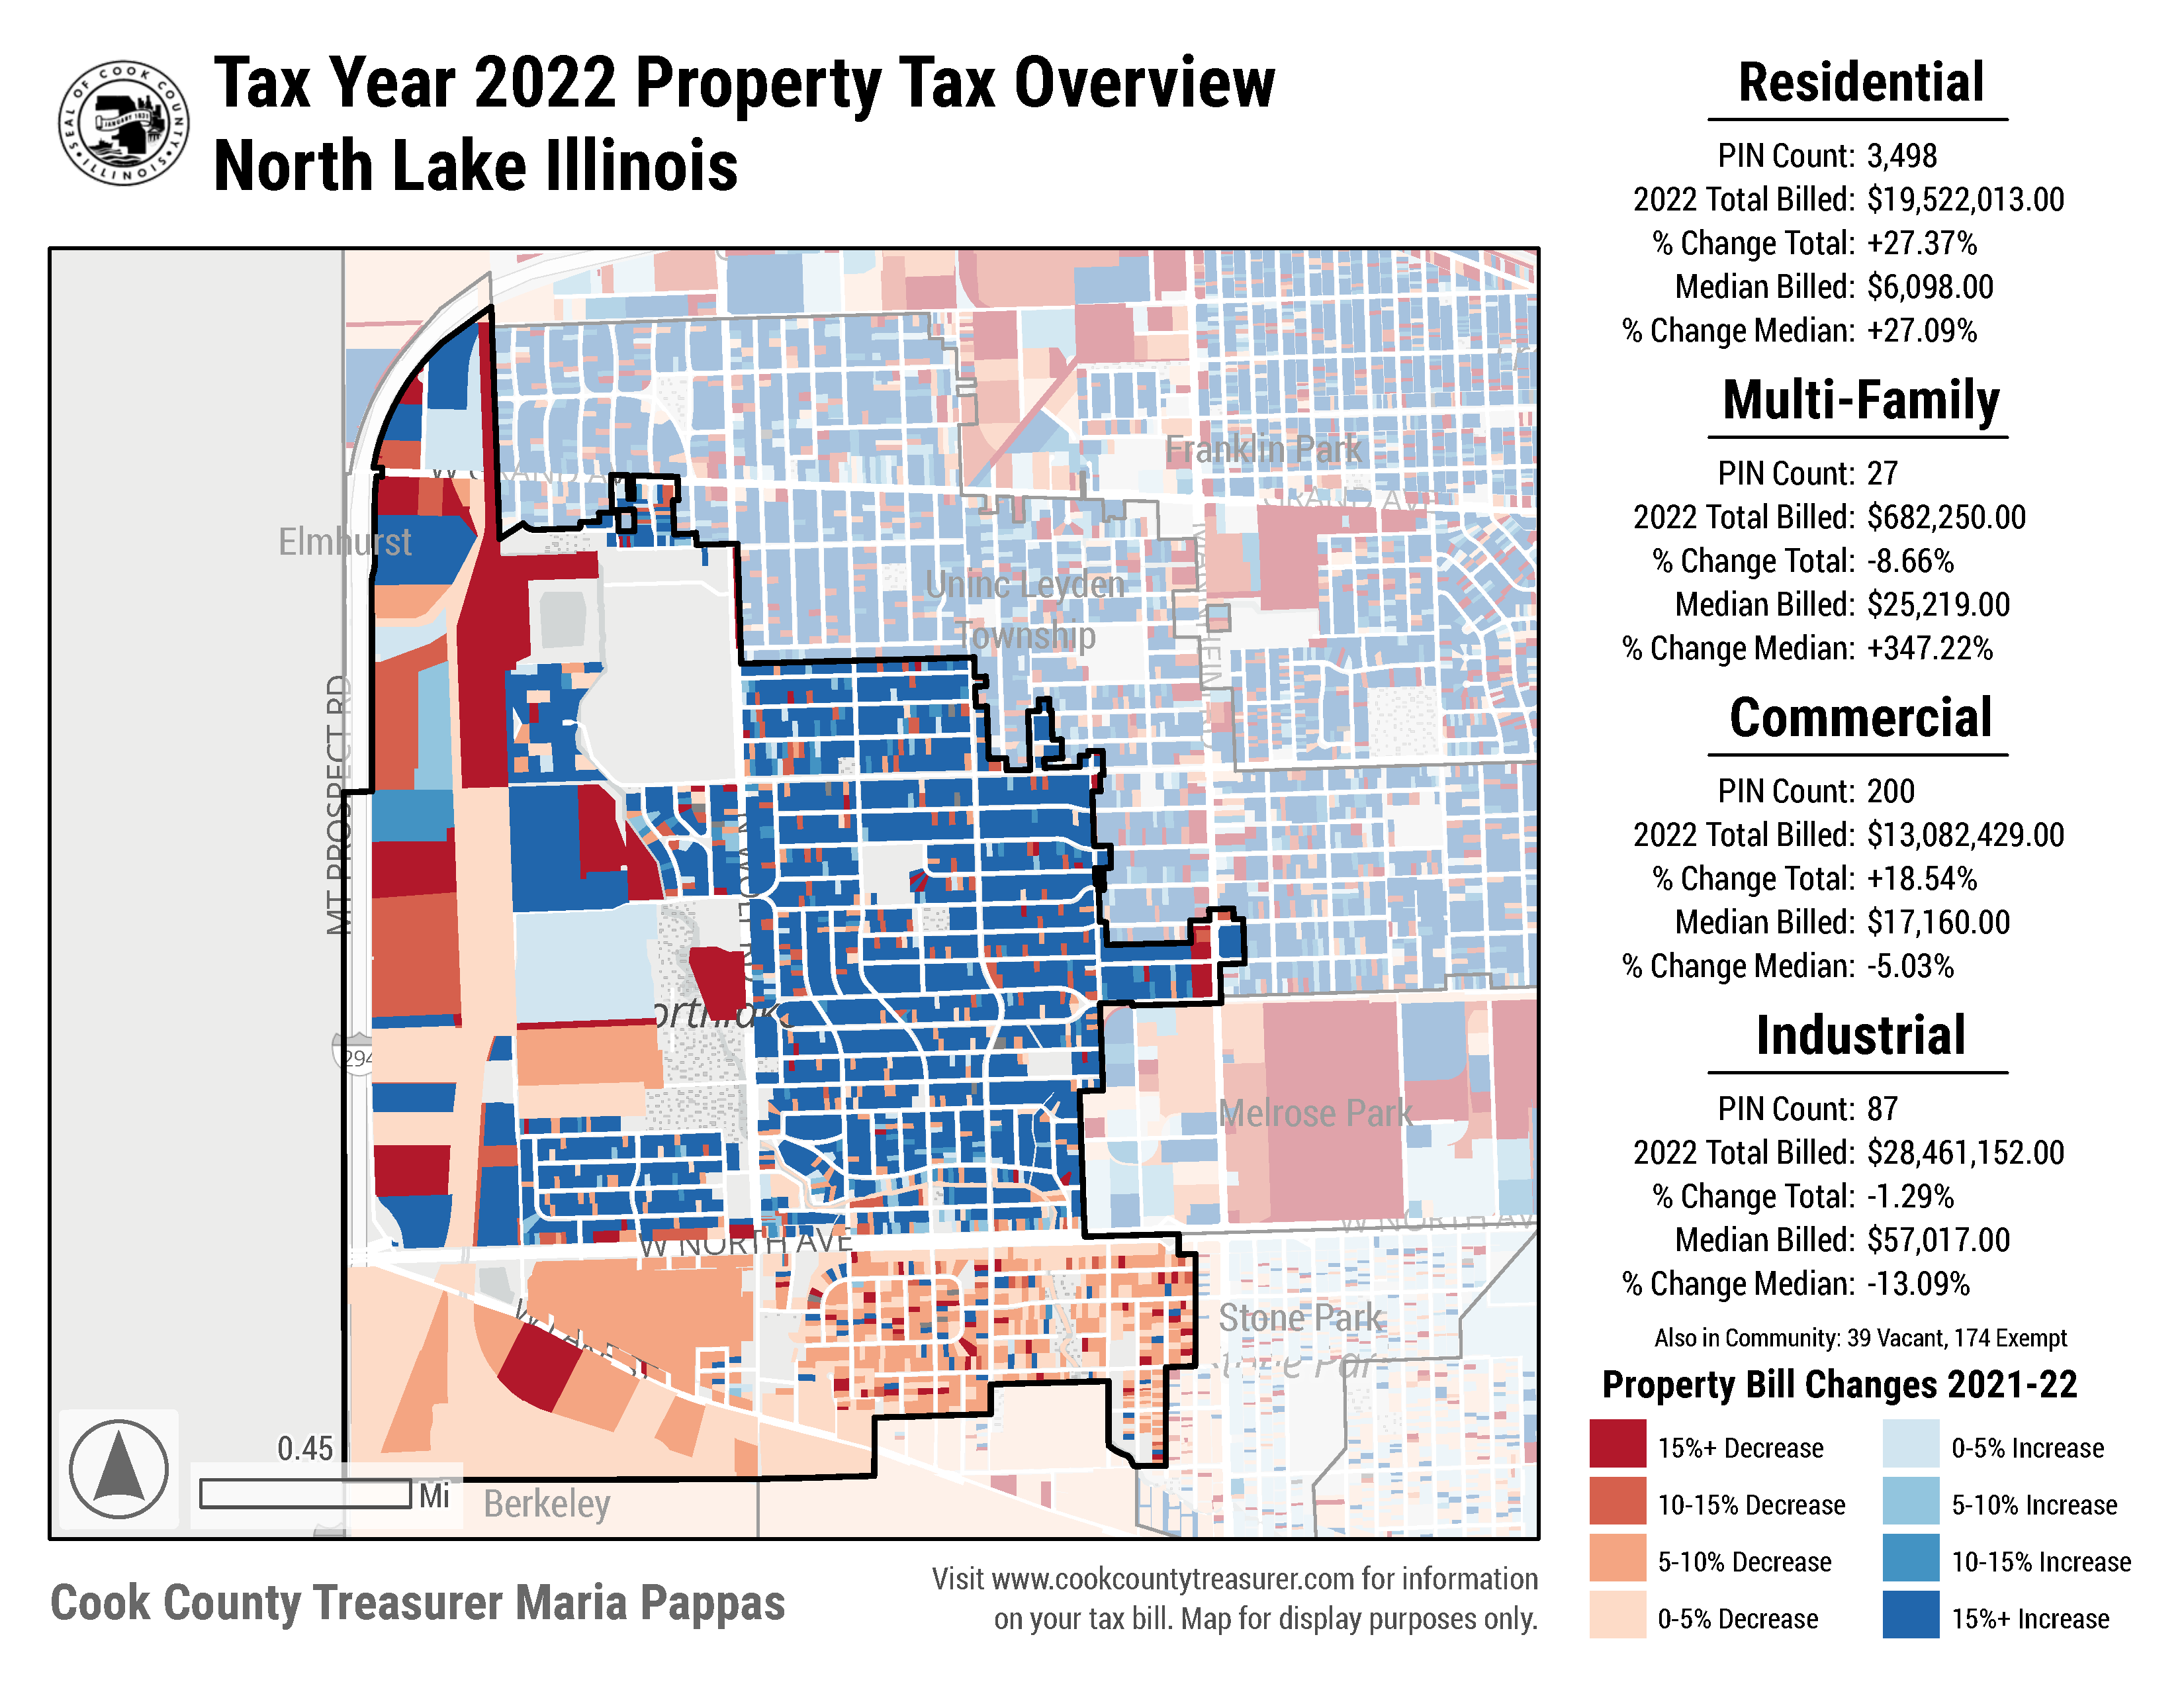 SEAL OF COOK COUNTY
ILLINOIS
JANUARY 1831
Tax Year 2022 Property Tax Overview
North Lake Illinois
Franklin Park
GRAND AVE
Elmhurst
Uninc Leyden
Township
MT PROSPECT RD
294
Melrose Park
W NORTH AVE
W NORTH AV
Stone Park
W LAKE ST
0.45
Mi
Berkeley
Cook County Treasurer Maria Pappas
Visit www.cookcountytreasurer.com for information
on your tax bill. Map for display purposes only.
Residential
PIN Count: 3,498
2022 Total Billed: $19,522,013.00
% Change Total: +27.37%
Median Billed: $6,098.00
% Change Median: +27.09%
Multi-Family
PIN Count: 27
2022 Total Billed: $682,250.00
% Change Total: -8.66%
Median Billed: $25,219.00
% Change Median: +347.22%
Commercial
PIN Count: 200
2022 Total Billed: $13,082,429.00
% Change Total: +18.54%
Median Billed: $17,160.00
% Change Median: -5.03%
Industrial
PIN Count: 87
2022 Total Billed: $28,461,152.00
% Change Total: -1.29%
Median Billed: $57,017.00
% Change Median: -13.09%
Also in Community: 39 Vacant, 174 Exempt
Property Bill Changes 2021-22
15%+ Decrease
0-5% Increase
10-15% Decrease
5-10% Increase
5-10% Decrease
10-15% Increase
0-5% Decrease
15%+ Increase